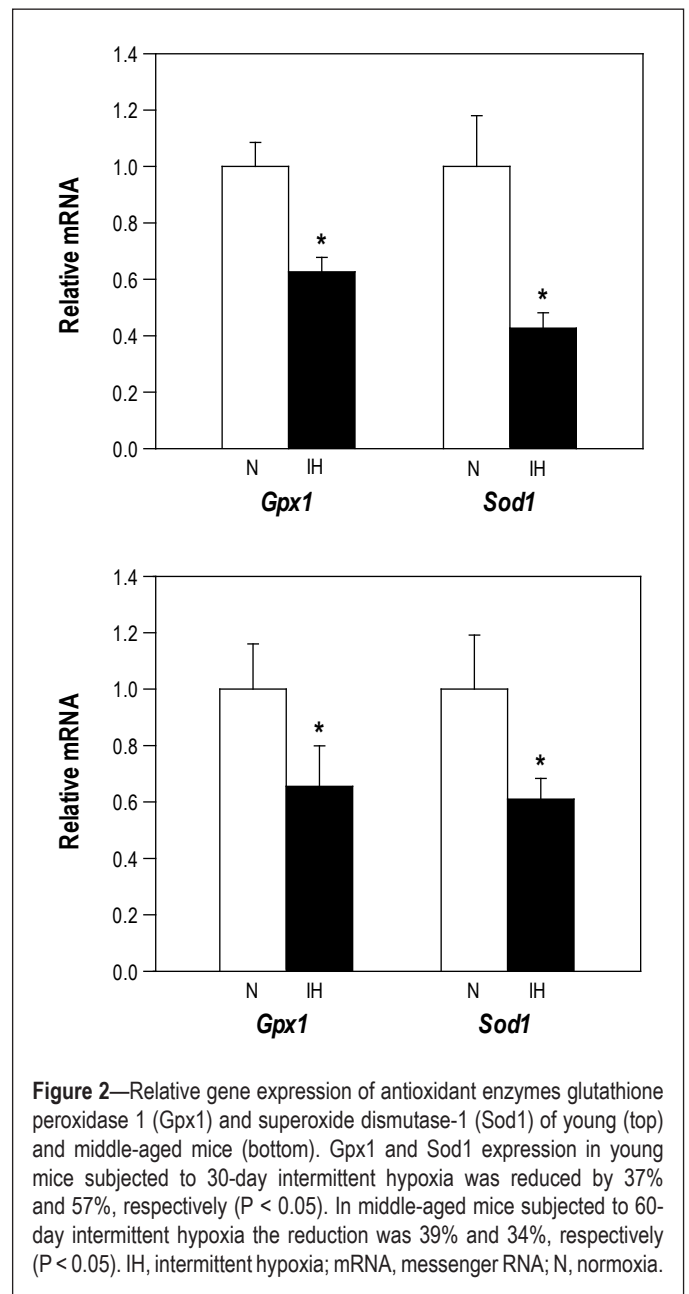 1.4
1.2
1.0
0.8
0.6
0.4
0.2
0.0
Relative mRNA
*
*
N IH N IH
Gpx1 Sod1
1.4
1.2
1.0
0.8
0.6
0.4
0.2
0.0
Relative mRNA
*
*
N IH N IH
Gpx1 Sod1
Figure 2—Relative gene expression of antioxidant enzymes glutathione
peroxidase 1 (Gpx1) and superoxide dismutase-1 (Sod1) of young (top)
and middle-aged mice (bottom). Gpx1 and Sod1 expression in young
mice subjected to 30-day intermittent hypoxia was reduced by 37%
and 57%, respectively (P < 0.05). In middle-aged mice subjected to 60-
day intermittent hypoxia the reduction was 39% and 34%, respectively
(P < 0.05). IH, intermittent hypoxia; mRNA, messenger RNA; N, normoxia.